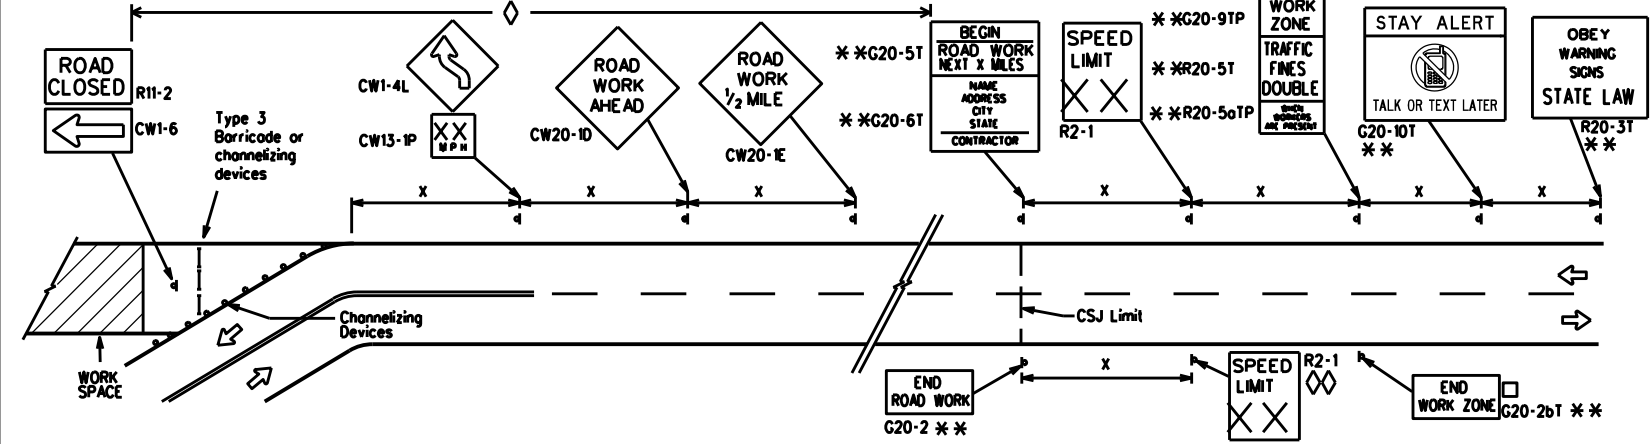 ROAD
CLOSED
R11-2
CW1-6
Type 3
Barricade or
channelizing
devices
CW1-4L
XX
MPH
CW13-1P
ROAD
WORK
AHEAD
CW20-1D
ROAD
WORK
1/2 MILE
CW20-1E
* *G20-5T
* *G20-6T
BEGIN
ROAD WORK
NEXT X MILES
NAME
ADDRESS
CITY
STATE
CONTRACTOR
SPEED
LIMIT
XX
R2-1
* *G20-9TP
* *R20-5T
* *R20-5aTP
WORK
ZONE
TRAFFIC
FINES
DOUBLE
WHEN
WORKERS
ARE PRESENT
STAY ALERT
TALK OR TEXT LATER
G20-10T
* *
OBEY
WARNING
SIGNS
STATE LAW
R20-3T
* *
X
X
X
X
X
X
X
Channelizing
Devices
CSJ Limit
WORK
SPACE
X
END
ROAD WORK
G20-2 * *
SPEED
LIMIT
XX
R2-1
END
WORK ZONE
G20-2bT * *